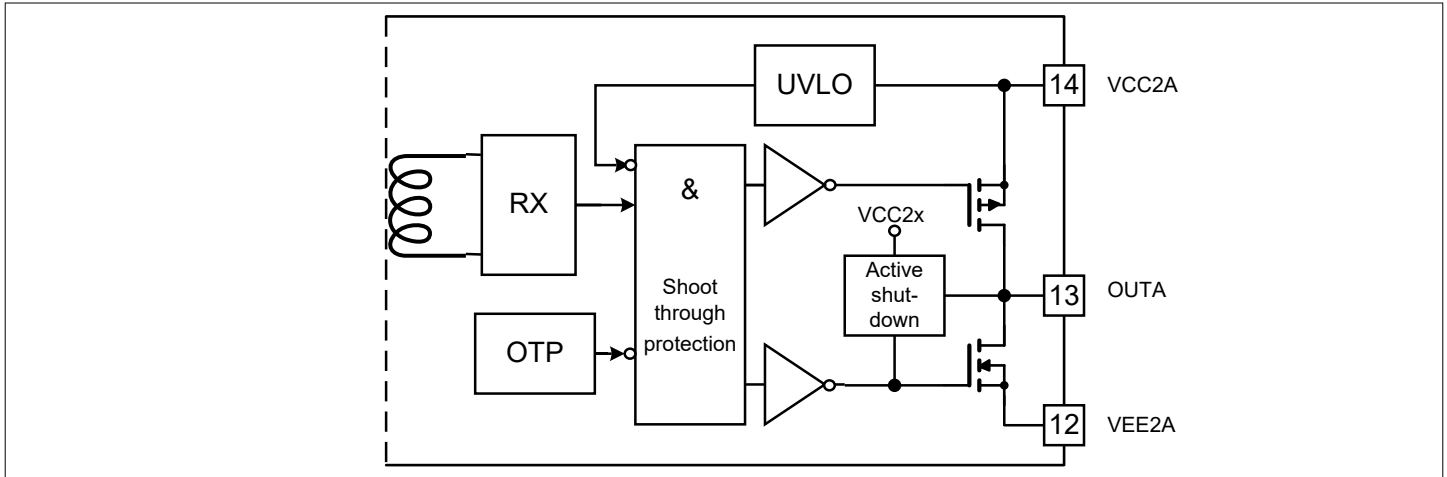 UVLO
14 VCC2A
RX
&
VCC2x
Shoot
through
protection
Active
shut-
down
13 OUTA
OTP
12 VEE2A